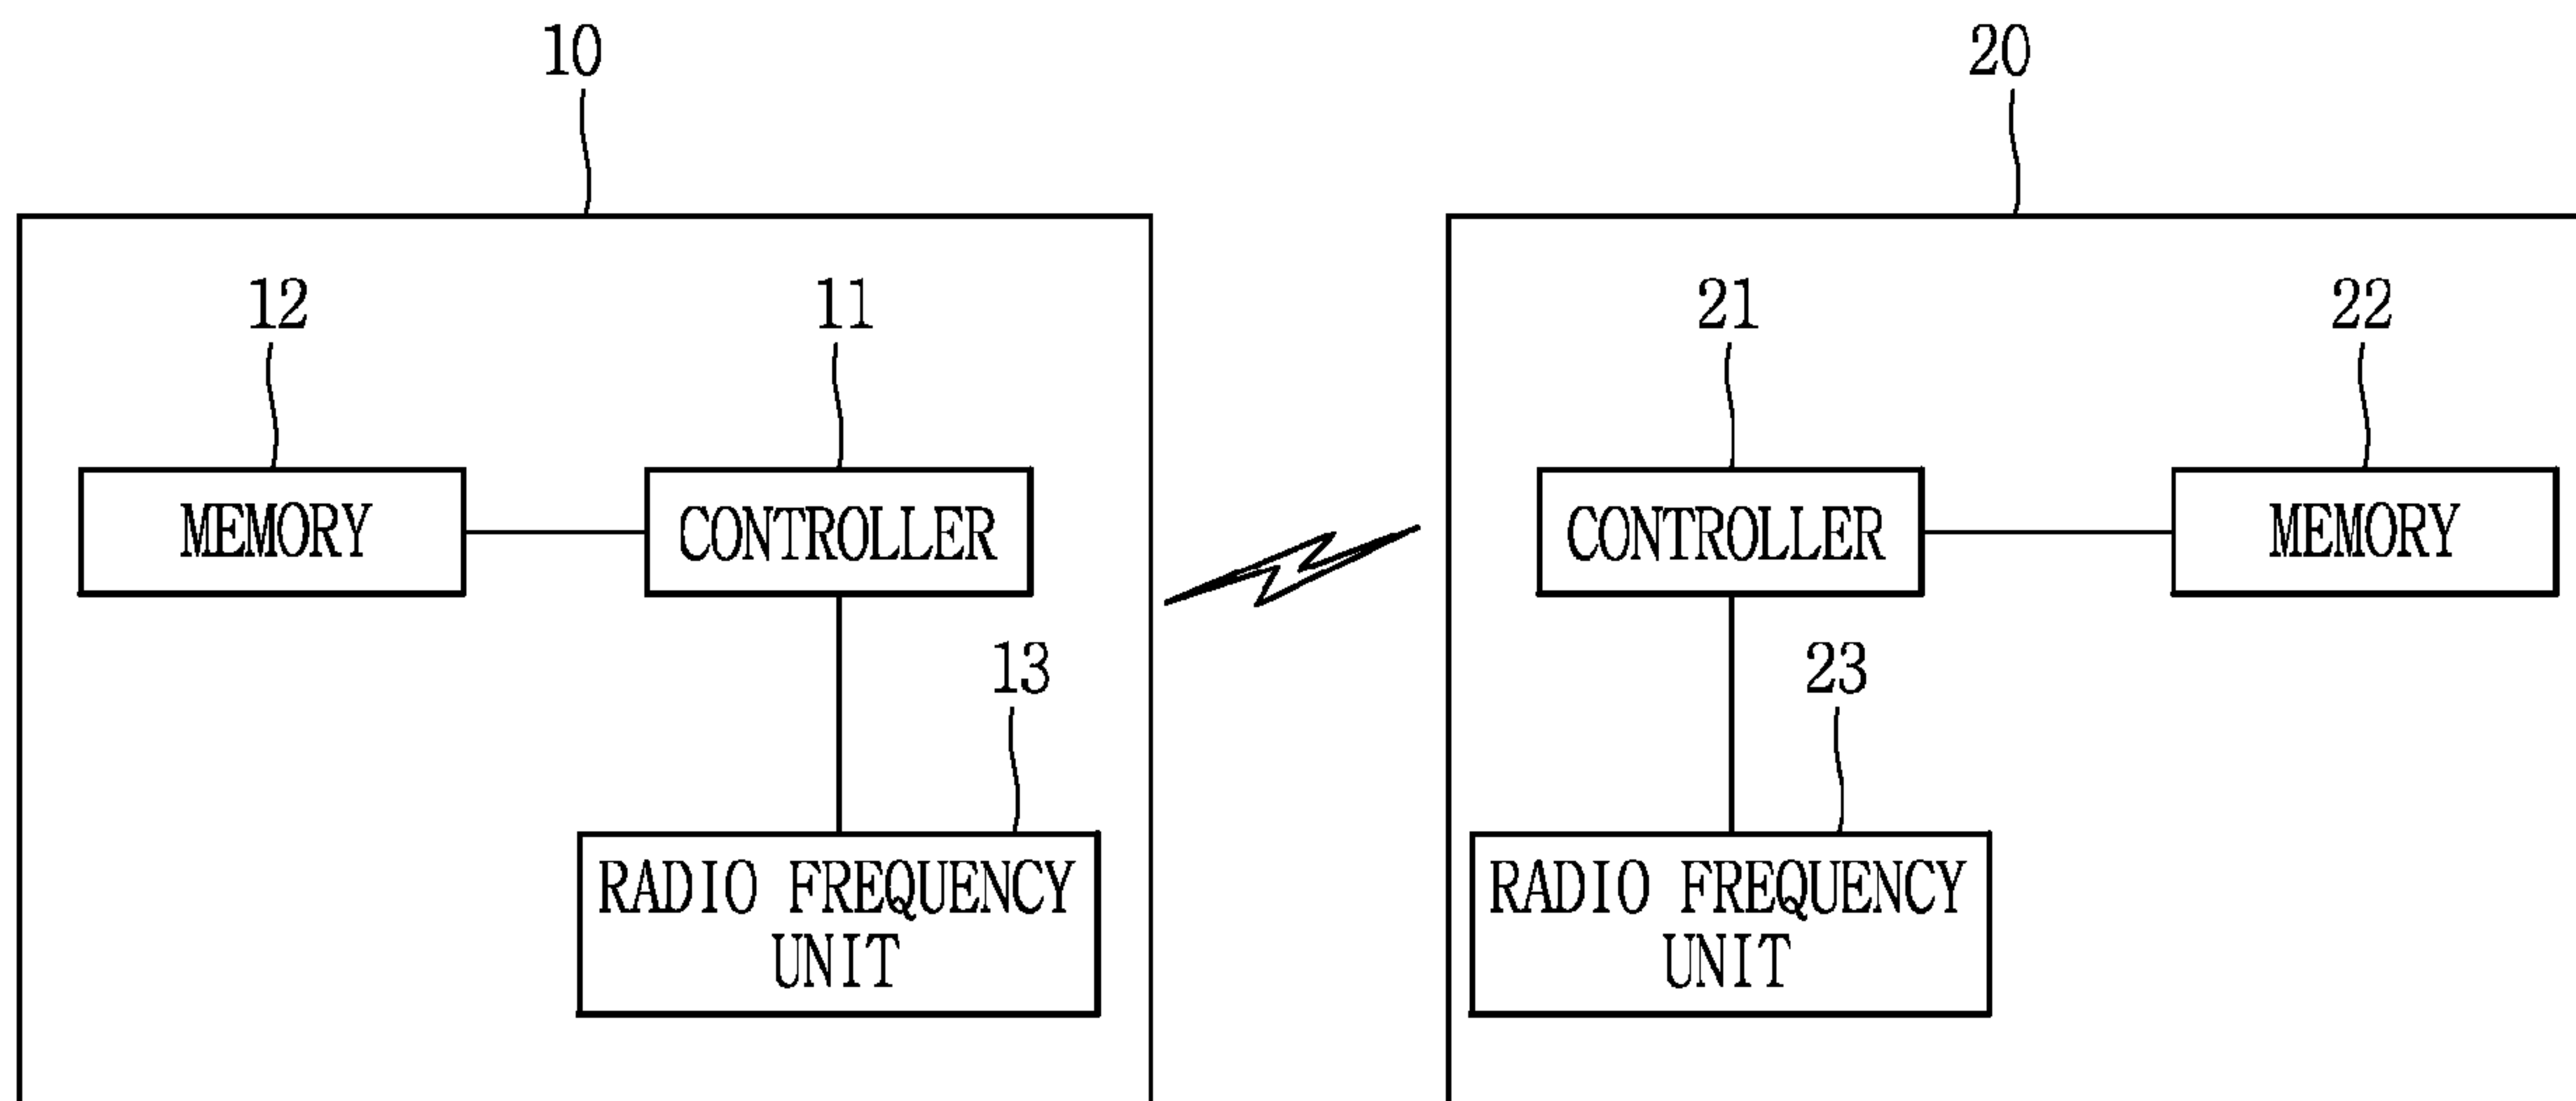 10
20
12
11
21
22
MEMORY
CONTROLLER
CONTROLLER
MEMORY
13
23
RADIO FREQUENCY
UNIT
RADIO FREQUENCY
UNIT